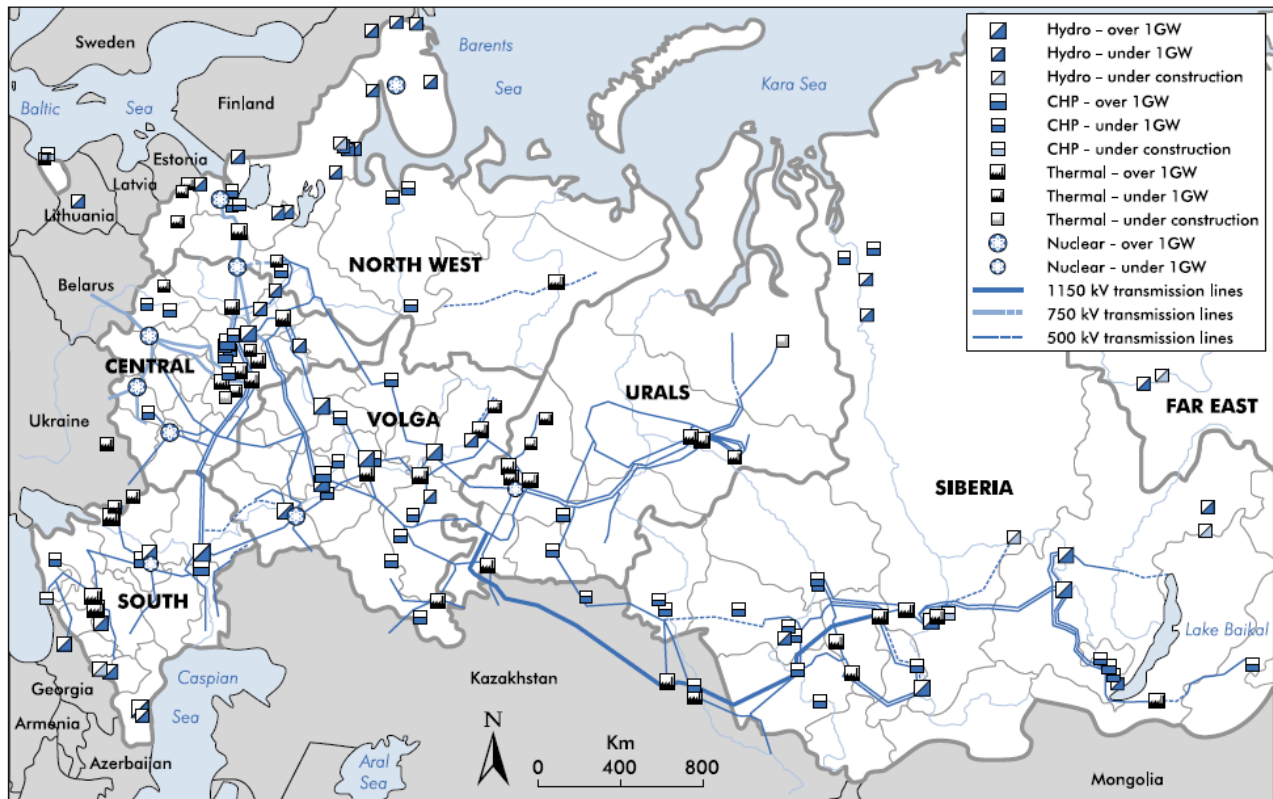 Sweden
Finland
Baltic
Sea
Estonia
Latvia
Lithuania
Belarus
Ukraine
Georgia
Armenia
Azerbaijan
Barents
Sea
Kara Sea
NORTH WEST
CENTRAL
VOLGA
URALS
SOUTH
SIBERIA
FAR EAST
Caspian
Sea
Aral
Sea
Kazakhstan
Lake Baikal
Mongolia
N
Km
0 400 800
Hydro – over 1GW
Hydro – under 1GW
Hydro – under construction
CHP – over 1GW
CHP – under 1GW
CHP – under construction
Thermal – over 1GW
Thermal – under 1GW
Thermal – under construction
Nuclear – over 1GW
Nuclear – under 1GW
1150 kV transmission lines
750 kV transmission lines
500 kV transmission lines